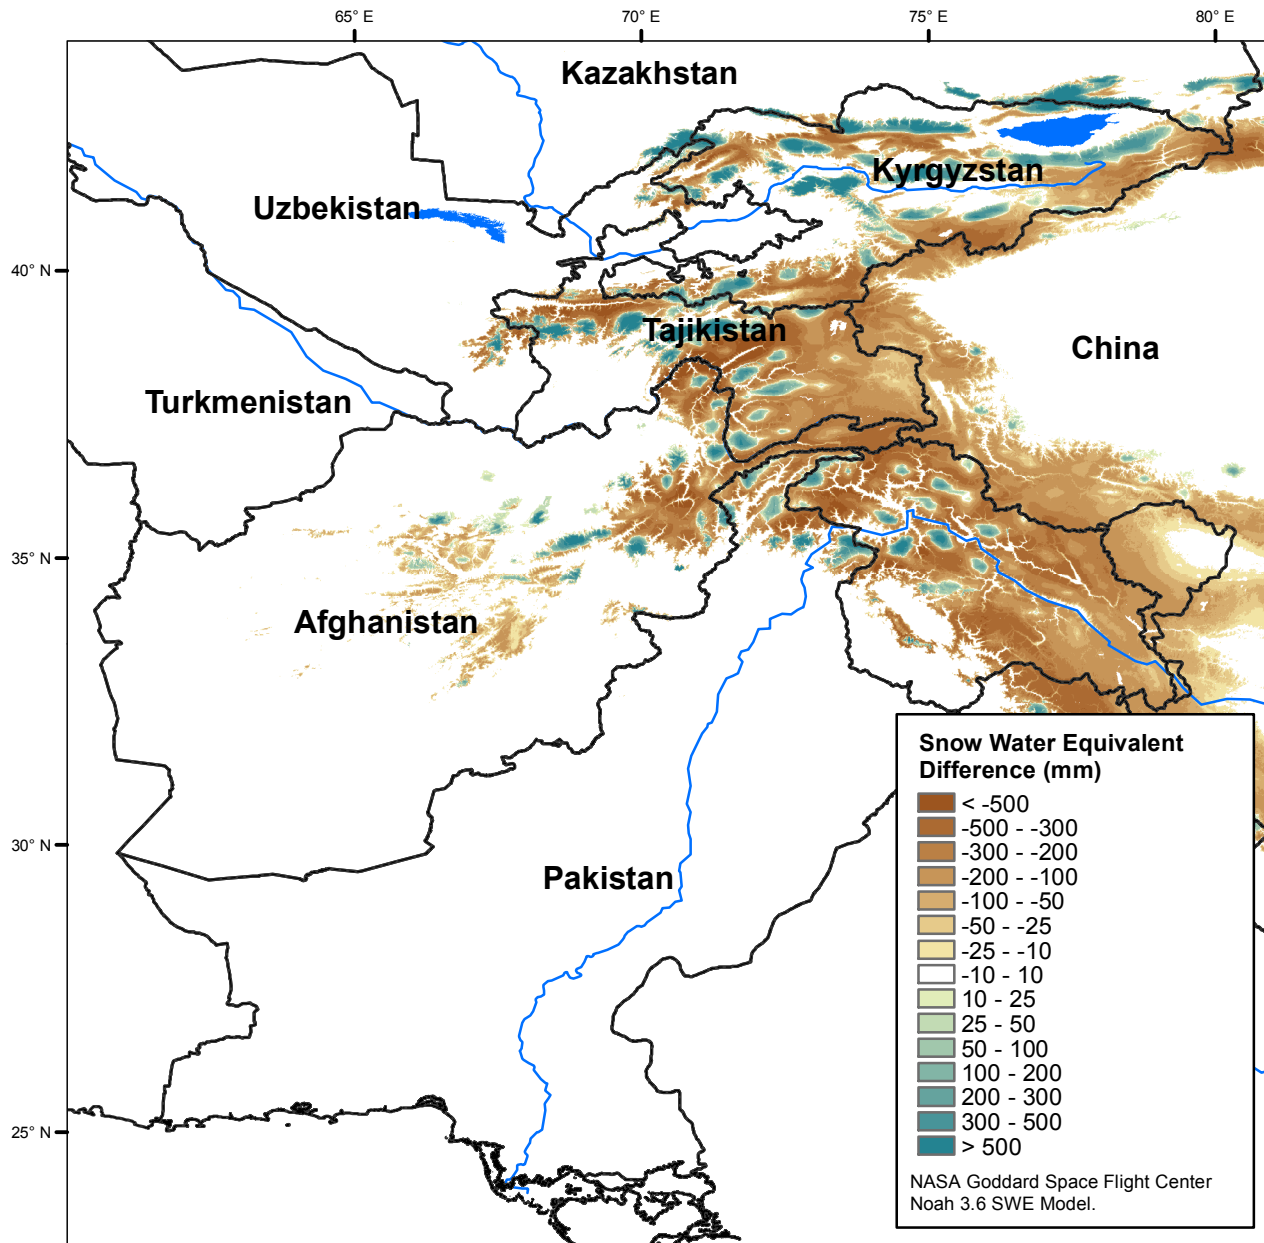 65° E
70° E
75° E
80° E
Kazakhstan
Kyrgyzstan
Uzbekistan
40° N
Tajikistan
China
Turkmenistan
35° N
Afghanistan
30° N
Pakistan
25° N
Snow Water Equivalent
Difference (mm)
< -500
-500 - -300
-300 - -200
-200 - -100
-100 - -50
-50 - -25
-25 - -10
-10 - 10
10 - 25
25 - 50
50 - 100
100 - 200
200 - 300
300 - 500
> 500
NASA Goddard Space Flight Center
Noah 3.6 SWE Model.